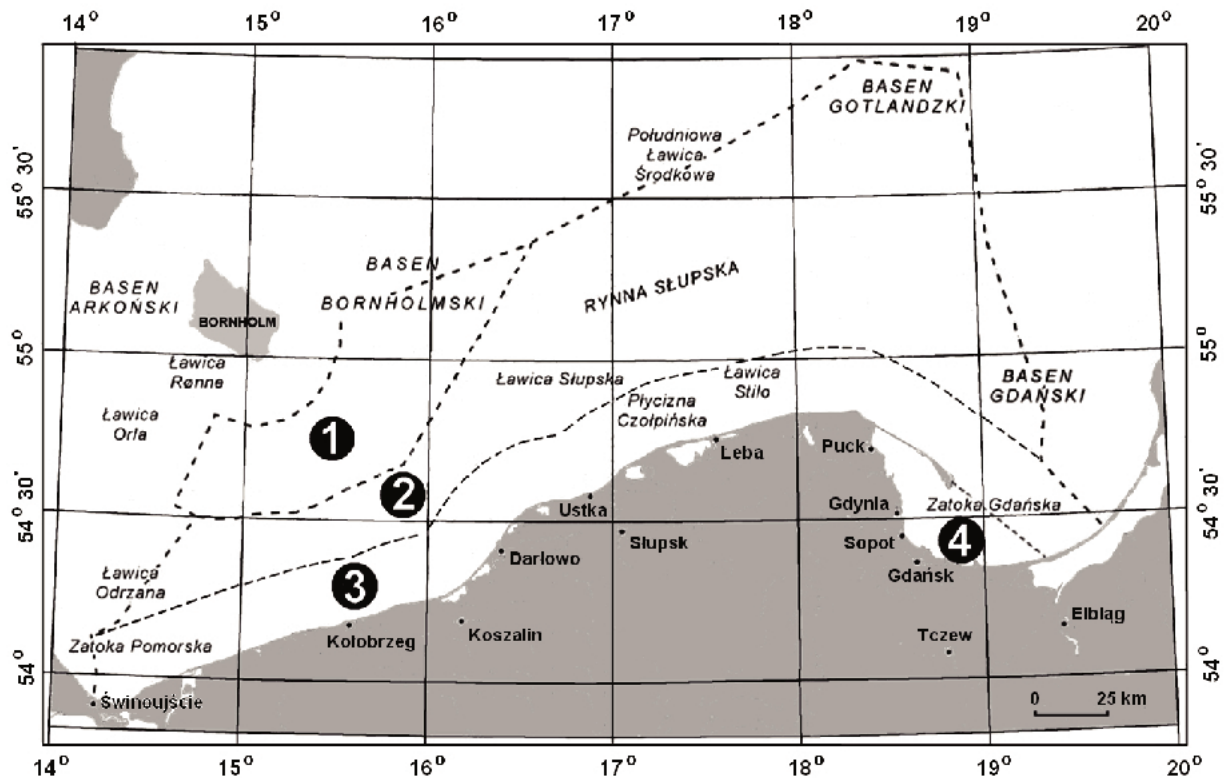 14° 15° 16° 17° 18° 19° 20°
BASEN
GOTLANDZKI
Południowa
Ławica
Środkowa
55° 30'
55° 30'
BASEN
BORNHOLMSKI
RYNNA SŁUPSKA
BASEN
ARKOŃSKI
BORNHOLM
55°
55°
Ławica
Rønne
Ławica Słupska
Ławica
Stilo
BASEN
GDAŃSKI
Płycizna
Czołpińska
Ławica
Orla
1
Łeba
Puck
2
54° 30'
54° 30'
Ustka
Gdynia
Zatoka Gdańska
Słupsk
Sopot
4
Darłowo
Gdańsk
Ławica
Odrzana
3
Elbląg
Zatoka Pomorska
Kołobrzeg
Koszalin
Tczew
54°
54°
Świnoujście
0 25 km
14° 15° 16° 17° 18° 19° 20°